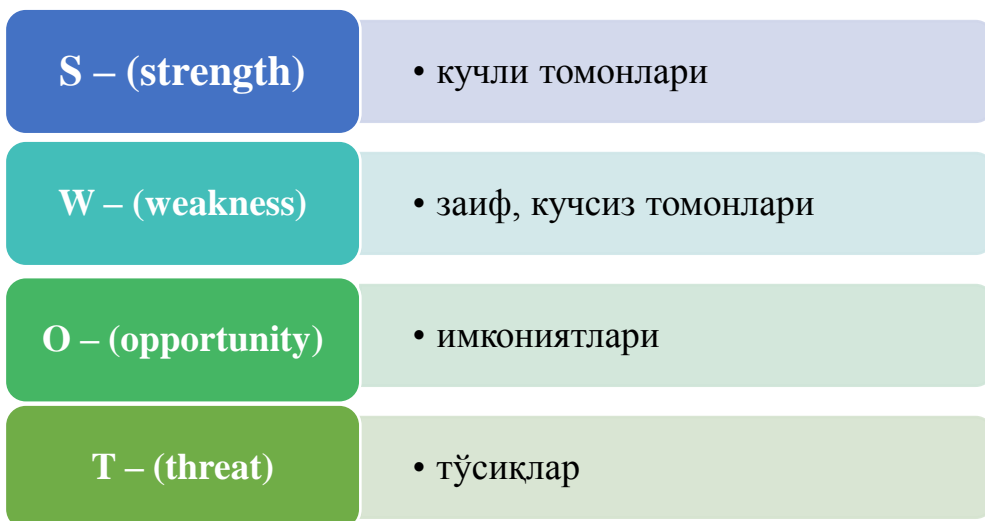 S – (strength)
• кучли томонлари
W – (weakness)
• заиф, кучсиз томонлари
O – (opportunity)
• имкониятлари
T – (threat)
• тўсиқлар